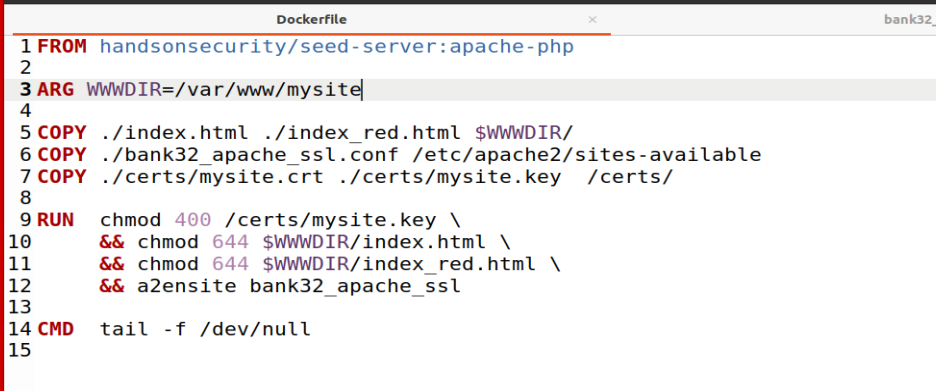 Dockerfile × bank32_
1 FROM handsonsecurity/seed-server:apache-php
2
3 ARG WWWDIR=/var/www/mysite
4
5 COPY ./index.html ./index_red.html $WWWDIR/
6 COPY ./bank32_apache_ssl.conf /etc/apache2/sites-available
7 COPY ./certs/mysite.crt ./certs/mysite.key  /certs/
8
9 RUN  chmod 400 /certs/mysite.key \
10      && chmod 644 $WWWDIR/index.html \
11      && chmod 644 $WWWDIR/index_red.html \
12      && a2ensite bank32_apache_ssl
13
14 CMD  tail -f /dev/null
15